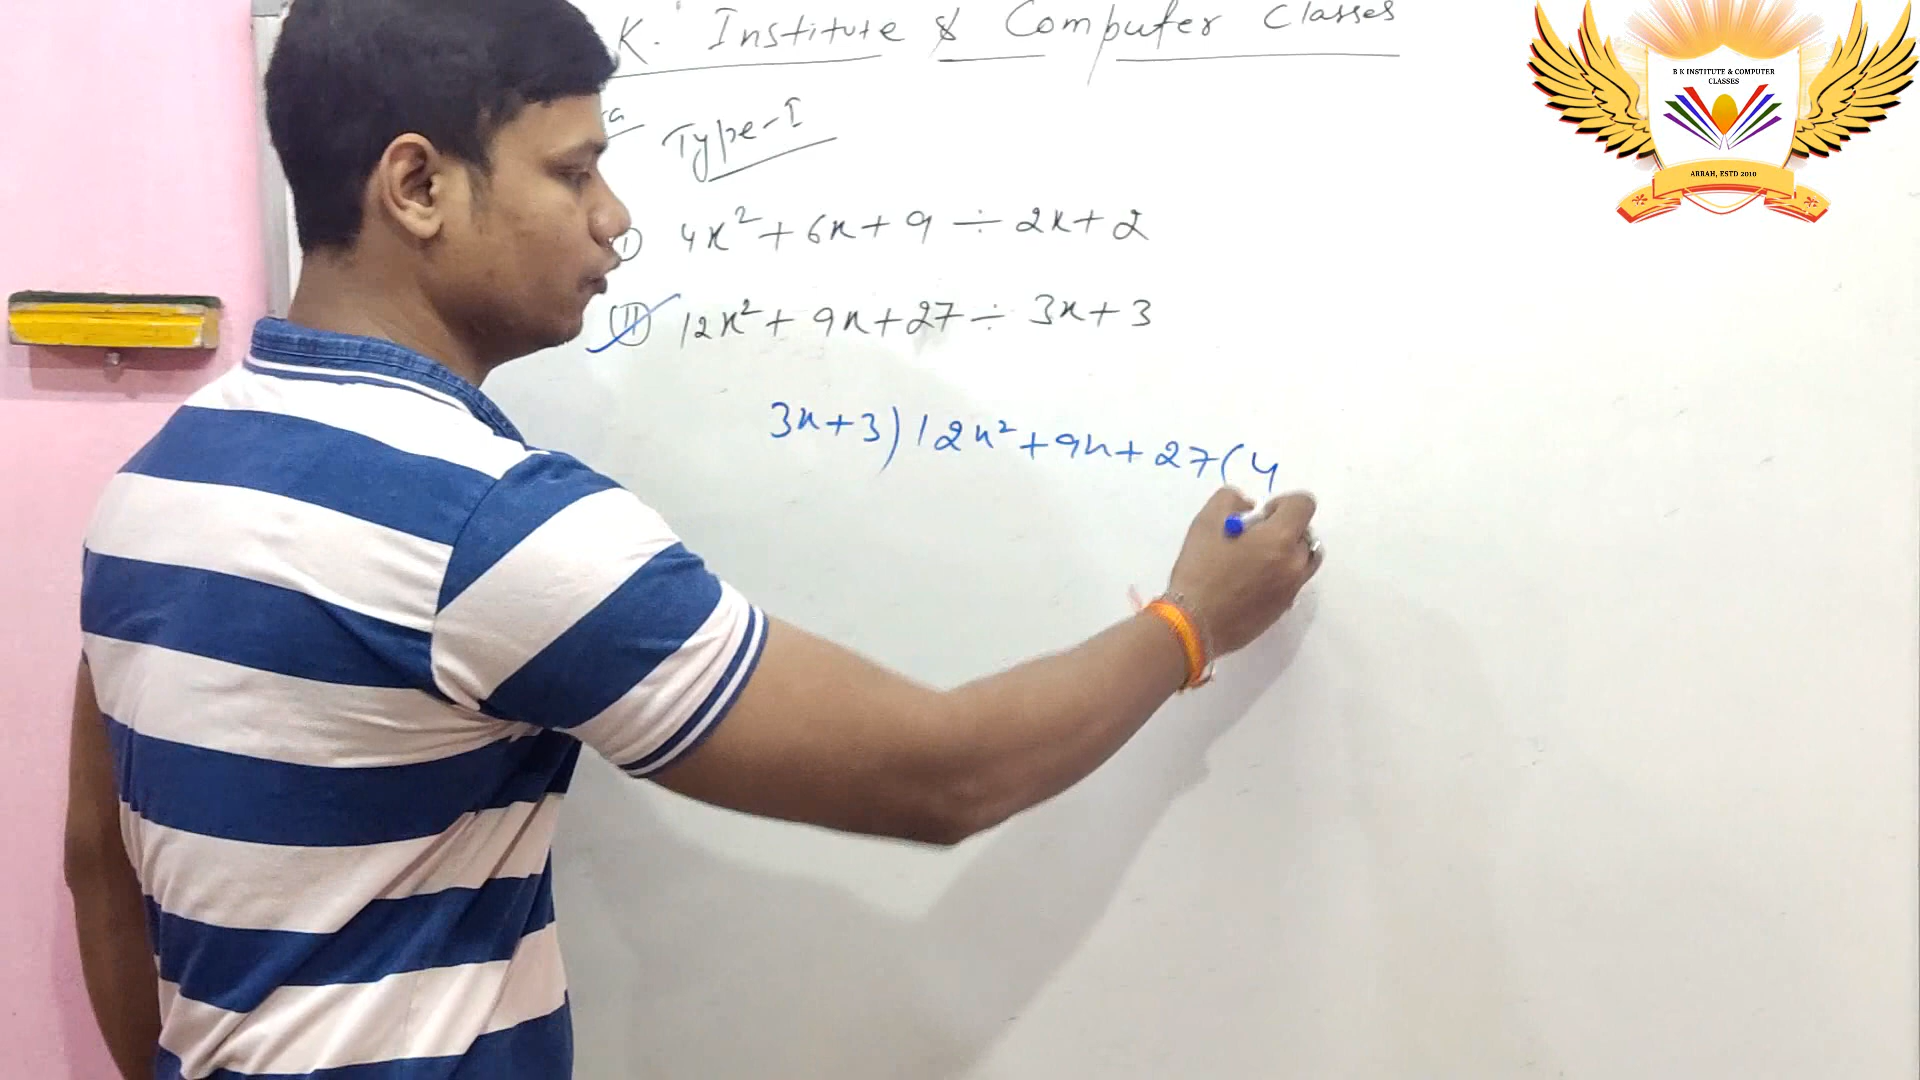 K. Institute & Computer Classes
B K INSTITUTE & COMPUTER
CLASSES
ARRAH, ESTD 2010
Type-I
I 4x² + 6x + 9 ÷ 2x + 2
II 12x² + 9x + 27 ÷ 3x + 3
3x + 3 ) 12x² + 9x + 27 ( 4